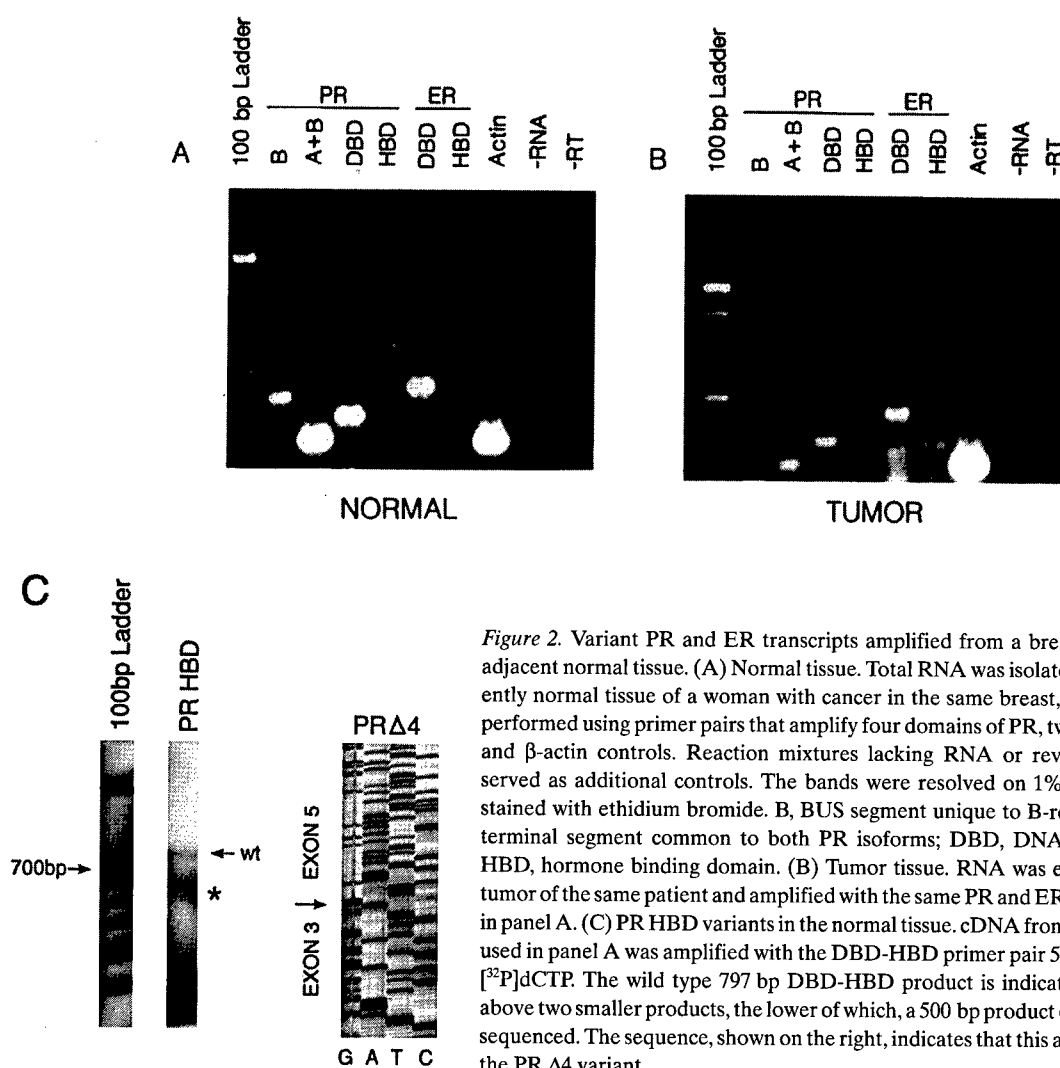 A
100 bp Ladder
PR
ER
B
A+B
DBD
HBD
DBD
HBD
Actin
-RNA
-RT
NORMAL
B
100 bp Ladder
PR
ER
B
A+B
DBD
HBD
DBD
HBD
Actin
-RNA
-RT
TUMOR
C
100bp Ladder
PR HBD
700bp→
←wt
*
PRΔ4
EXON 5
EXON 3
G A T C
Figure 2. Variant PR and ER transcripts amplified from a bre
adjacent normal tissue. (A) Normal tissue. Total RNA was isolate
ently normal tissue of a woman with cancer in the same breast,
performed using primer pairs that amplify four domains of PR, tv
and β-actin controls. Reaction mixtures lacking RNA or rev
served as additional controls. The bands were resolved on 1%
stained with ethidium bromide. B, BUS segment unique to B-re
terminal segment common to both PR isoforms; DBD, DNA
HBD, hormone binding domain. (B) Tumor tissue. RNA was e
tumor of the same patient and amplified with the same PR and ER
in panel A. (C) PR HBD variants in the normal tissue. cDNA from
used in panel A was amplified with the DBD-HBD primer pair 5
[³²P]dCTP. The wild type 797 bp DBD-HBD product is indicat
above two smaller products, the lower of which, a 500 bp product
sequenced. The sequence, shown on the right, indicates that this a
the PR Δ4 variant.